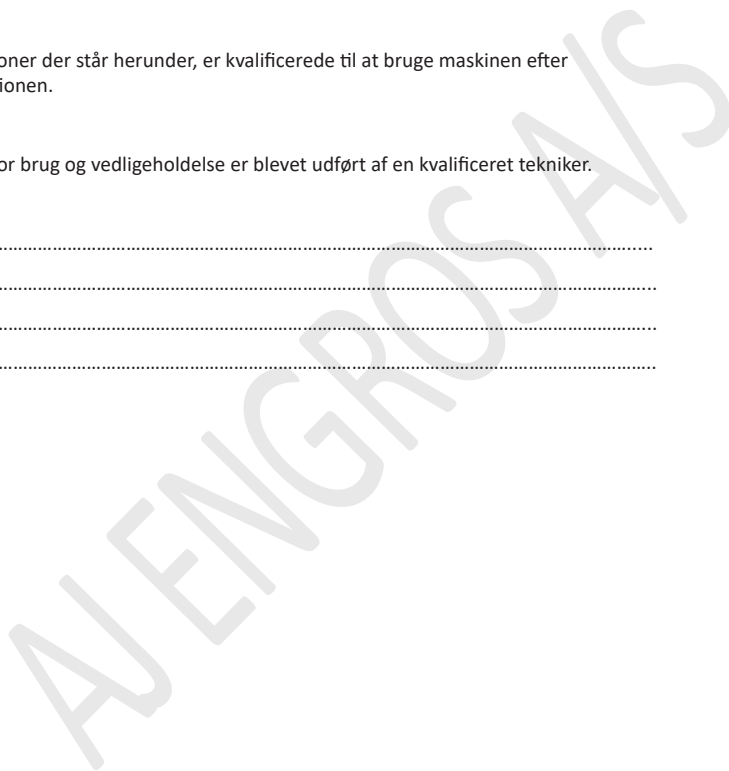 oner der står herunder, er kvalificerede til at bruge maskinen efter
ionen.
or brug og vedligeholdelse er blevet udført af en kvalificeret tekniker.
................................................................................................................
................................................................................................................
................................................................................................................
................................................................................................................
AJ ENGROS A/S